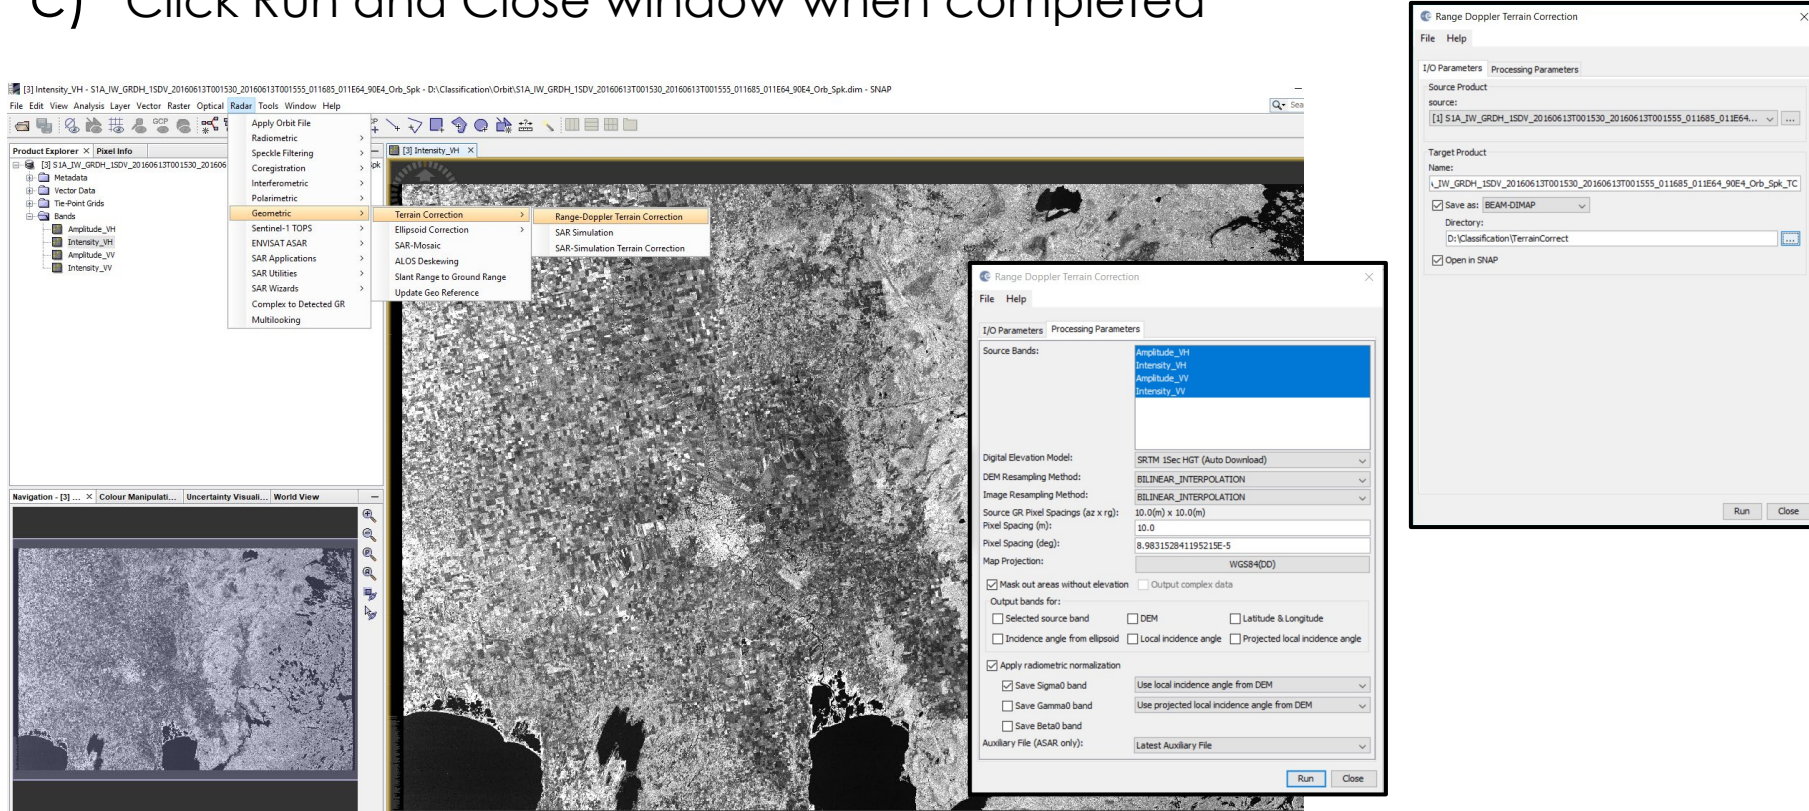 c) Click Run and Close window when completed
[3] Intensity_VH - S1A_IW_GRDH_1SDV_20160613T001530_20160613T001555_011685_011E64_90E4_Orb_Spk - D:\Classification\Orbit\S1A_IW_GRDH_1SDV_20160613T001530_20160613T001555_011685_011E64_90E4_Orb_Spk.dim - SNAP
File Edit View Analysis Layer Vector Raster Optical Radar Tools Window Help
Sea
GCP
Product Explorer × Pixel Info
[3] S1A_IW_GRDH_1SDV_20160613T001530_201606
Metadata
Vector Data
Tie-Point Grids
Bands
Amplitude_VH
Intensity_VH
Amplitude_VV
Intensity_VV
Apply Orbit File
Radiometric >
Speckle Filtering >
Coregistration >
Interferometric >
Polarimetric >
Geometric >
Sentinel-1 TOPS >
ENVISAT ASAR >
SAR Applications >
SAR Utilities >
SAR Wizards >
Complex to Detected GR
Multilooking
Terrain Correction >
Ellipsoid Correction >
SAR-Mosaic
ALOS Deskewing
Slant Range to Ground Range
Update Geo Reference
Range-Doppler Terrain Correction
SAR Simulation
SAR-Simulation Terrain Correction
spk
[3] Intensity_VH ×
Navigation - [3] ... × Colour Manipulati... Uncertainty Visuali... World View
Range Doppler Terrain Correction
File Help
I/O Parameters Processing Parameters
Source Bands:
Amplitude_VH
Intensity_VH
Amplitude_VV
Intensity_VV
Digital Elevation Model: SRTM 1Sec HGT (Auto Download)
DEM Resampling Method: BILINEAR_INTERPOLATION
Image Resampling Method: BILINEAR_INTERPOLATION
Source GR Pixel Spacings (az x rg): 10.0(m) x 10.0(m)
Pixel Spacing (m): 10.0
Pixel Spacing (deg): 8.983152841195215E-5
Map Projection: WGS84(DD)
Mask out areas without elevation Output complex data
Output bands for:
Selected source band DEM Latitude & Longitude
Incidence angle from ellipsoid Local incidence angle Projected local incidence angle
Apply radiometric normalization
Save Sigma0 band Use local incidence angle from DEM
Save Gamma0 band Use projected local incidence angle from DEM
Save Beta0 band
Auxiliary File (ASAR only): Latest Auxiliary File
Run Close
Range Doppler Terrain Correction
File Help
I/O Parameters Processing Parameters
Source Product
source:
[1] S1A_IW_GRDH_1SDV_20160613T001530_20160613T001555_011685_011E64... ...
Target Product
Name:
\_IW_GRDH_1SDV_20160613T001530_20160613T001555_011685_011E64_90E4_Orb_Spk_TC
Save as: BEAM-DIMAP
Directory:
D:\Classification\TerrainCorrect ...
Open in SNAP
Run Close